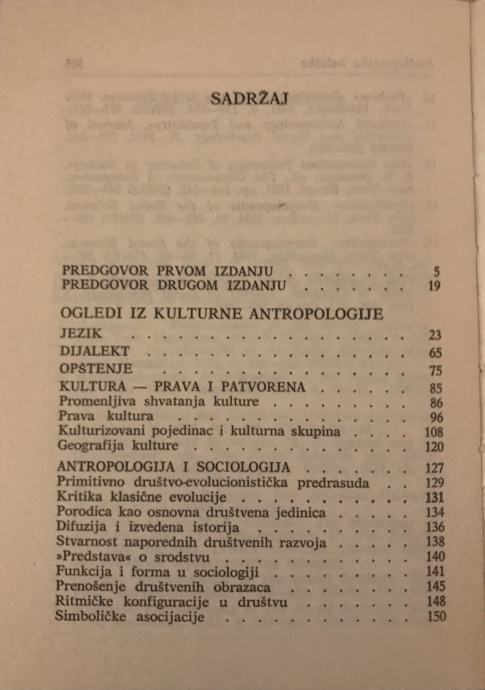 SADRŽAJ
PREDGOVOR PRVOM IZDANJU . . . . . . . . 5
PREDGOVOR DRUGOM IZDANJU . . . . . . . 19
OGLEDI IZ KULTURNE ANTROPOLOGIJE
JEZIK . . . . . . . . . . . . . . . . 23
DIJALEKT . . . . . . . . . . . . . . . 65
OPŠTENJE . . . . . . . . . . . . . . 75
KULTURA — PRAVA I PATVORENA . . . . . . 85
Promenljiva shvatanja kulture . . . . . . . . 86
Prava kultura . . . . . . . . . . . . . 96
Kulturizovani pojedinac i kulturna skupina . . . . 108
Geografija kulture . . . . . . . . . . . . 120
ANTROPOLOGIJA I SOCIOLOGIJA . . . . . . . 127
Primitivno društvo-evolucionistička predrasuda . . 129
Kritika klasične evolucije . . . . . . . . . . 131
Porodica kao osnovna društvena jedinica . . . . . 134
Difuzija i izvedena istorija . . . . . . . . . 136
Stvarnost naporednih društvenih razvoja . . . . . 138
»Predstava« o srodstvu . . . . . . . . . . . 140
Funkcija i forma u sociologiji . . . . . . . . 141
Prenošenje društvenih obrazaca . . . . . . . . 145
Ritmičke konfiguracije u društvu . . . . . . . 148
Simboličke asocijacije . . . . . . . . . . . 150